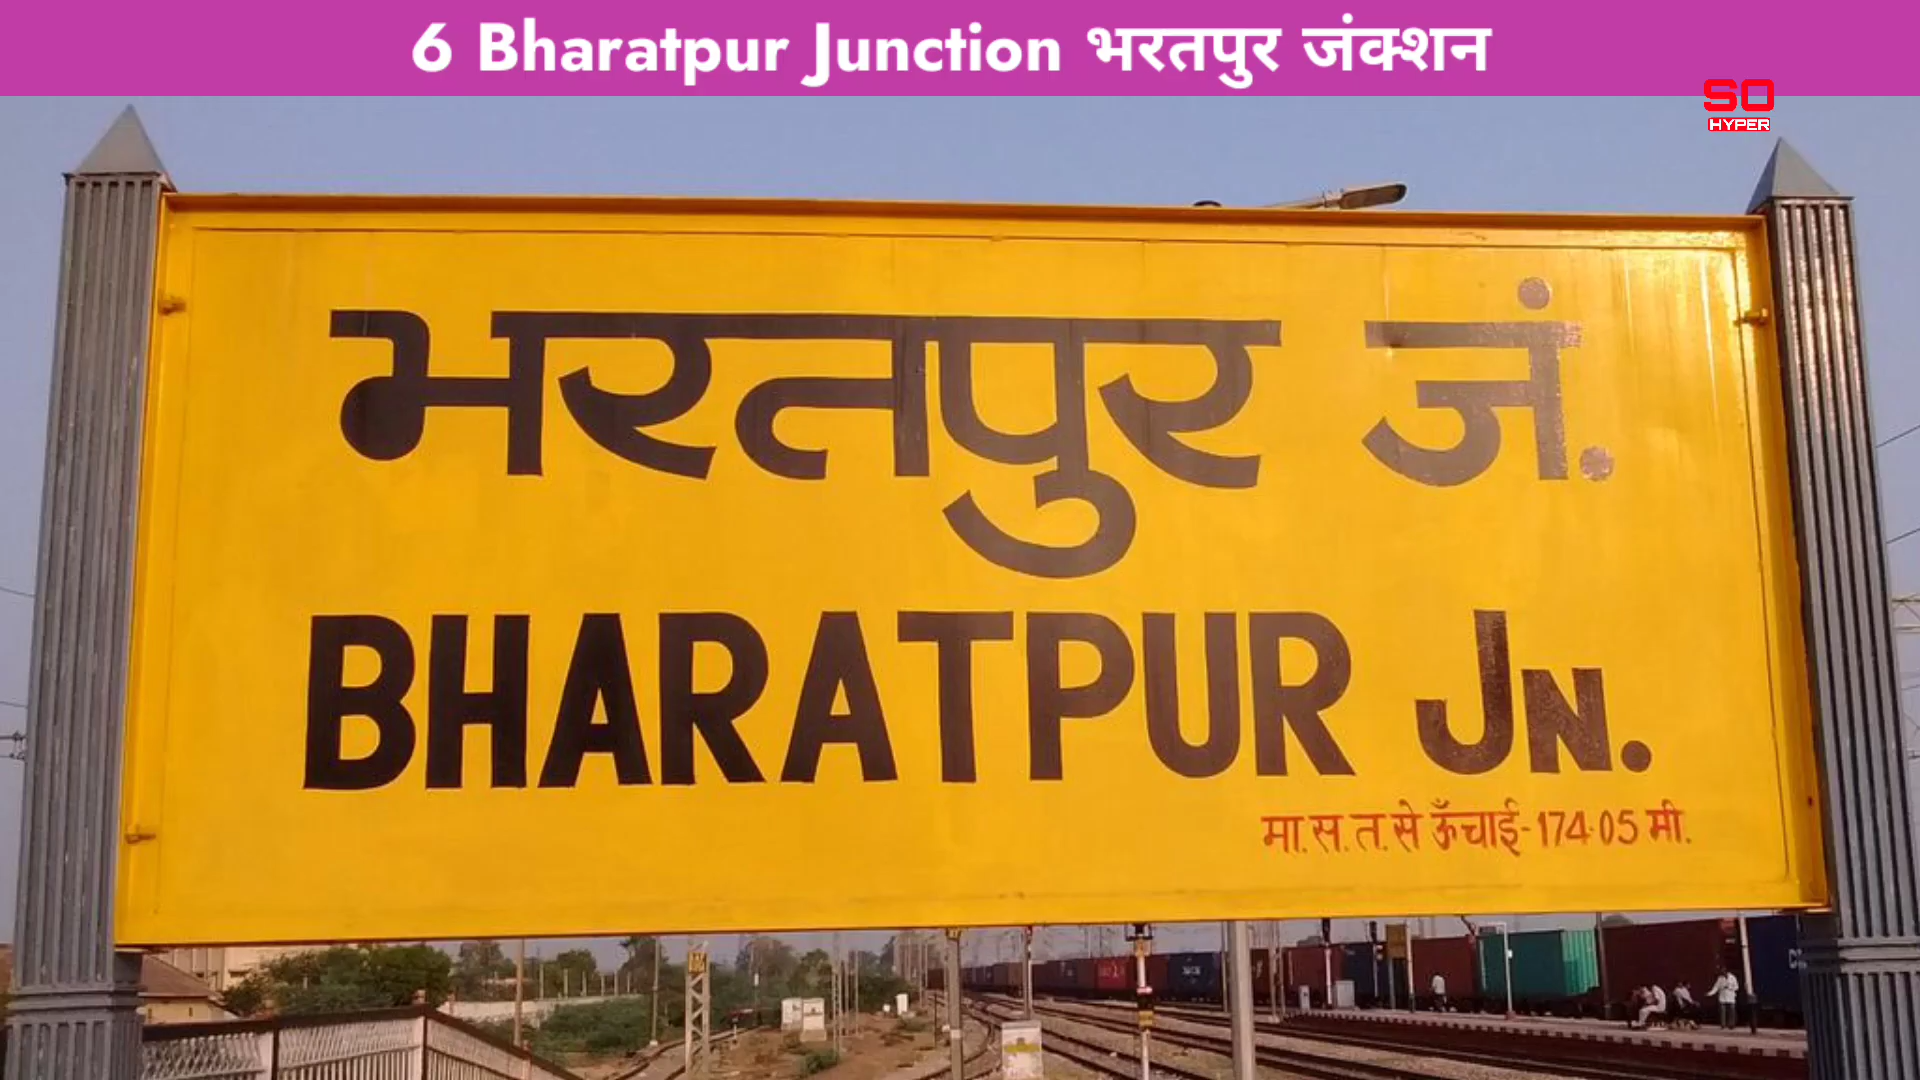 6 Bharatpur Junction भरतपुर जंक्शन
SO
HYPER
भरतपुर जं.
BHARATPUR JN.
मा. स. त. से ऊँचाई-174·05 मी.